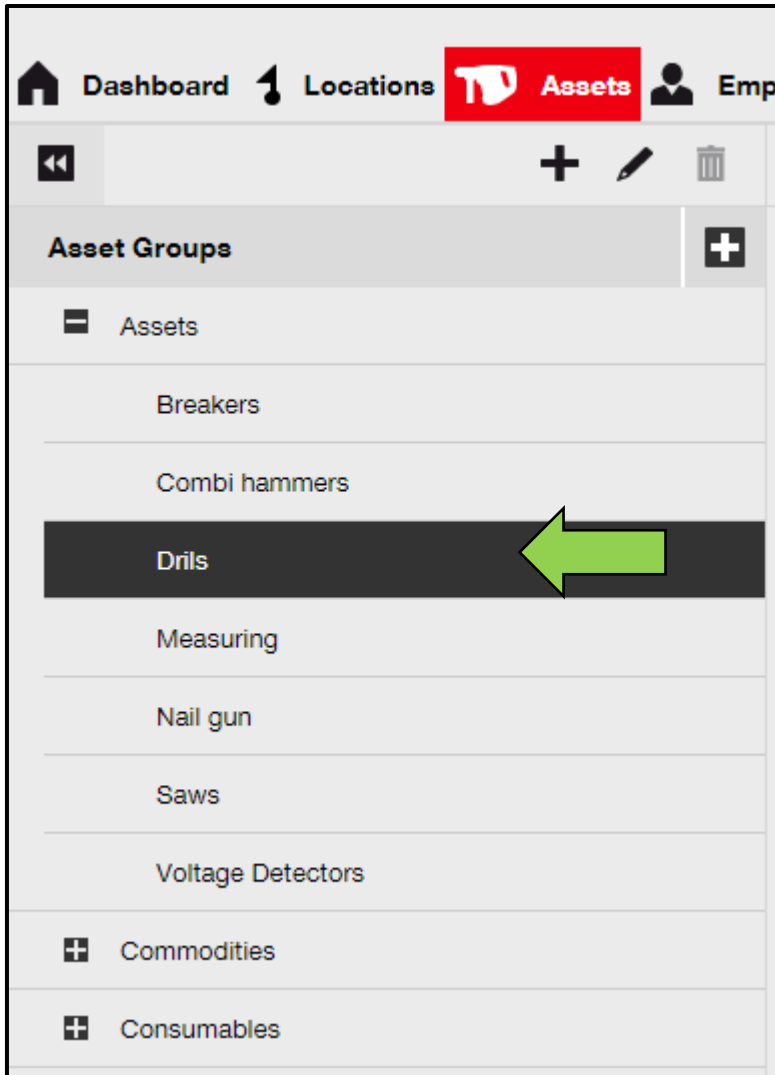 Dashboard Locations Assets Emp
Asset Groups
Assets
Breakers
Combi hammers
Drils
Measuring
Nail gun
Saws
Voltage Detectors
Commodities
Consumables